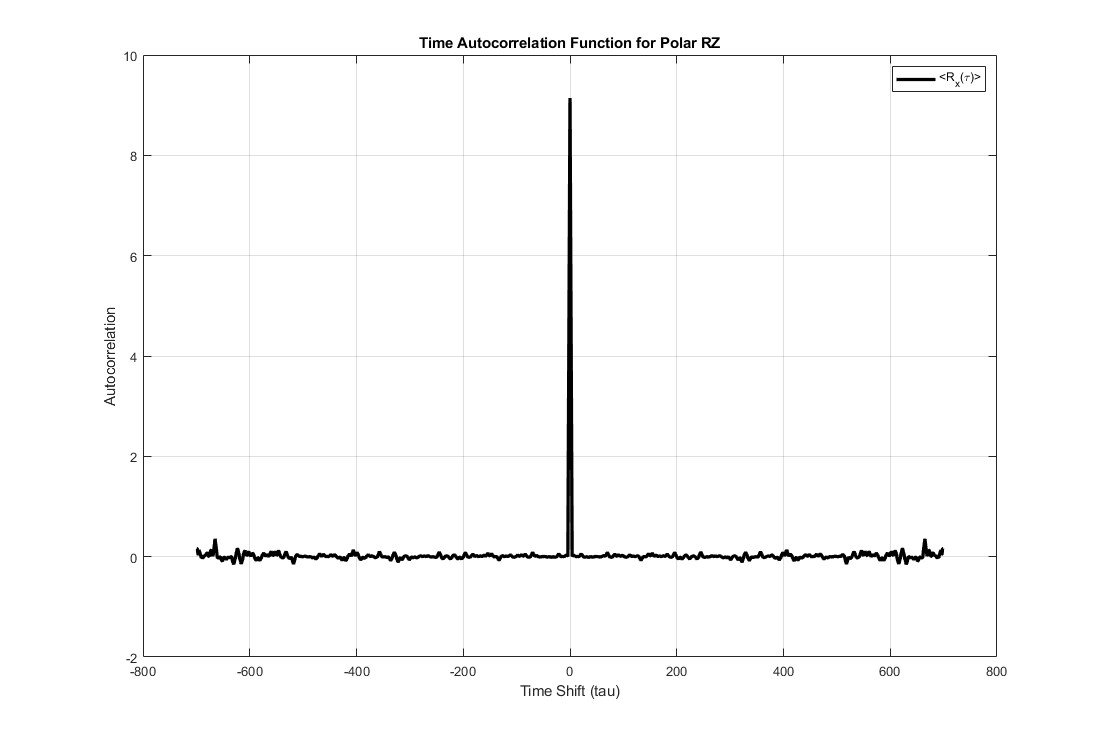 Time Autocorrelation Function for Polar RZ
<R_x(τ)>
10
8
6
4
2
0
-2
Autocorrelation
-800 -600 -400 -200 0 200 400 600 800
Time Shift (tau)